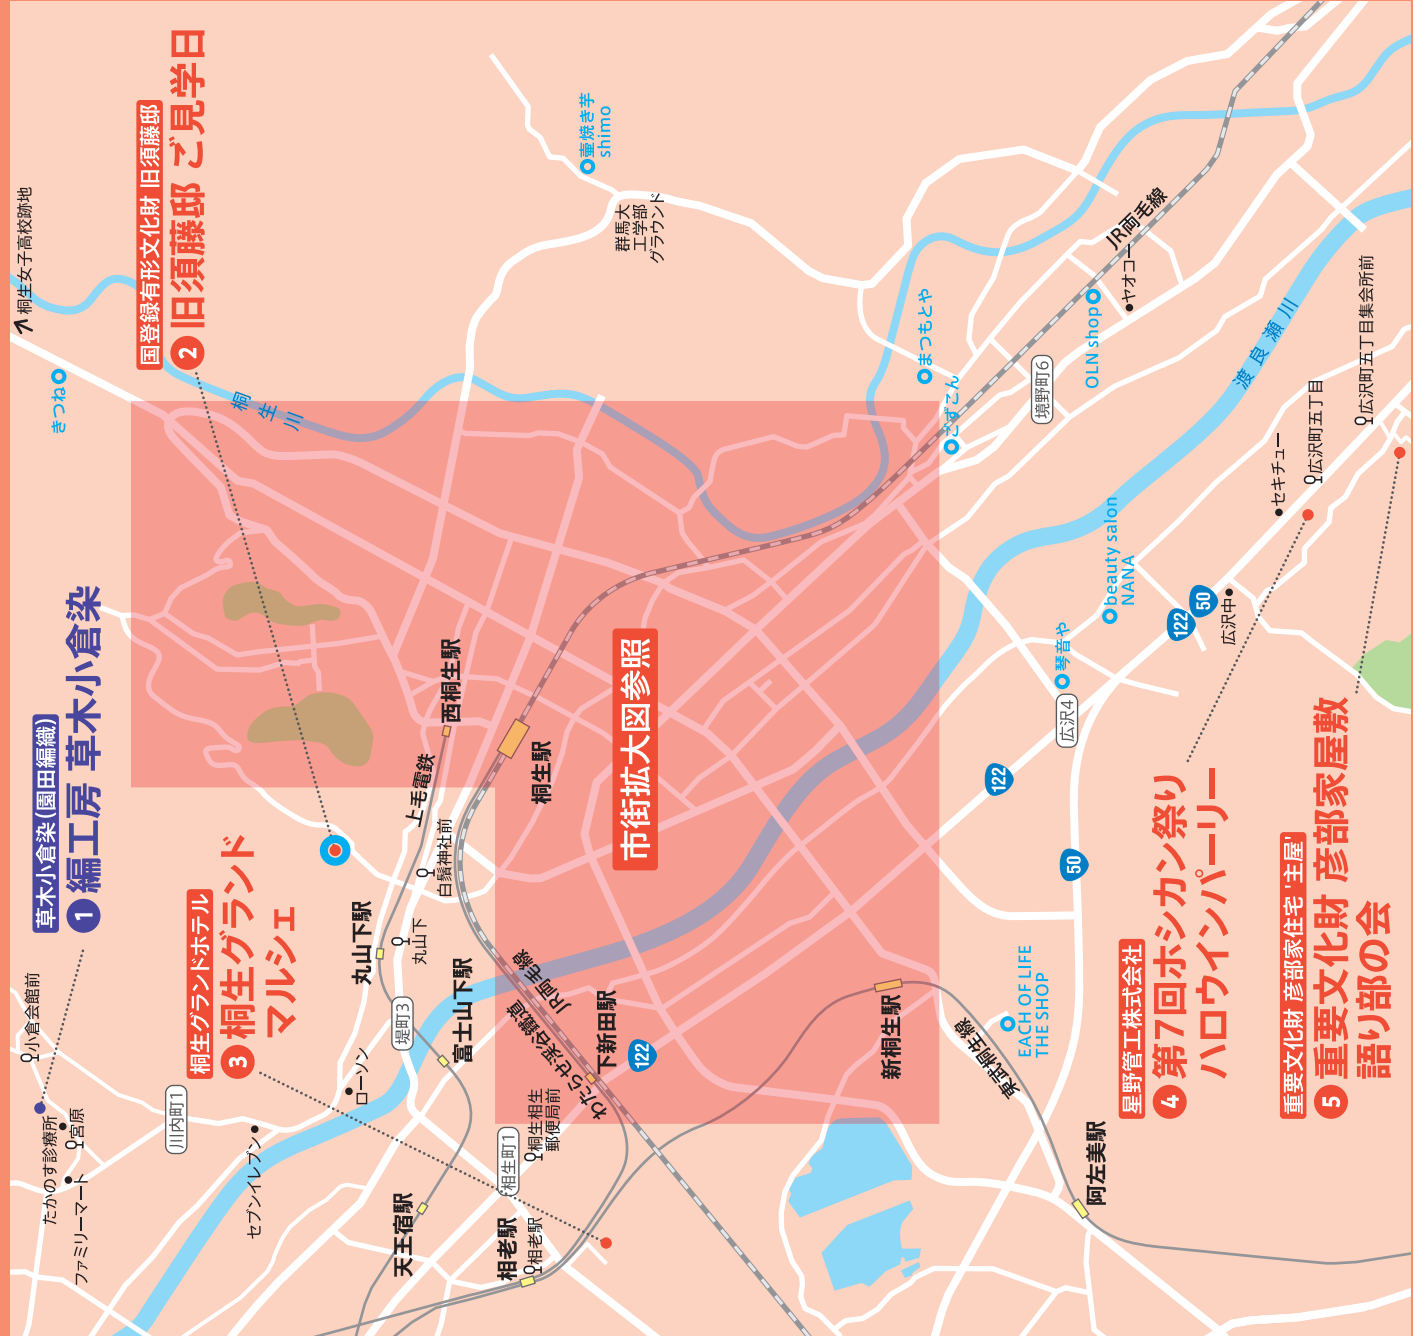 桐生女子高校跡地
きつね
国登録有形文化財 旧須藤邸
2 旧須藤邸 ご見学日
桐生川
壷焼き芋
shimo
群馬大
工学部
グラウンド
まつもとや
こずこん
JR両毛線
ヤオコー
OLN shop
境野町6
渡良瀬川
広沢町五丁目集会所前
広沢町五丁目
セキチュー
beauty salon
NANA
122
50
広沢中
琴音や
広沢4
122
50
草木小倉染(園田編織)
1 編工房 草木小倉染
西桐生駅
上毛電鉄
桐生駅
市街拡大図参照
白鬚神社前
丸山下駅
丸山下
富士山下駅
堤町3
桐生グランドホテル
3 桐生グランド
マルシェ
小倉会館前
たかのす診療所
宮原
ファミリーマート
川内町1
セブンイレブン
ローソン
天王宿駅
相老駅
相老駅
相生町1
桐生相生
郵便局前
わたらせ渓谷鐵道
JR両毛線
下新田駅
122
新桐生駅
東武桐生線
EACH OF LIFE
THE SHOP
阿左美駅
星野管工株式会社
4 第7回ホシカン祭り
ハロウインパーリー
重要文化財 彦部家住宅 '主屋'
5 重要文化財 彦部家屋敷
語り部の会